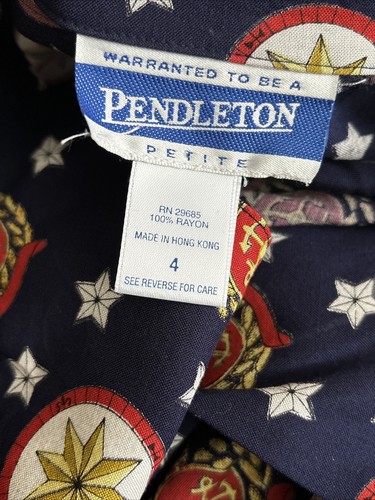 WARRANTED TO BE A
PENDLETON
PETITE
RN 29685
100% RAYON
MADE IN HONG KONG
4
SEE REVERSE FOR CARE